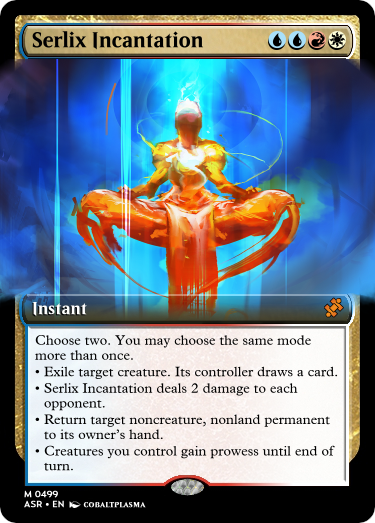 Serlix Incantation
Instant
Choose two. You may choose the same mode
more than once.
• Exile target creature. Its controller draws a card.
• Serlix Incantation deals 2 damage to each
opponent.
• Return target noncreature, nonland permanent
to its owner's hand.
• Creatures you control gain prowess until end of
turn.
M 0499
ASR • EN COBALTPLASMA